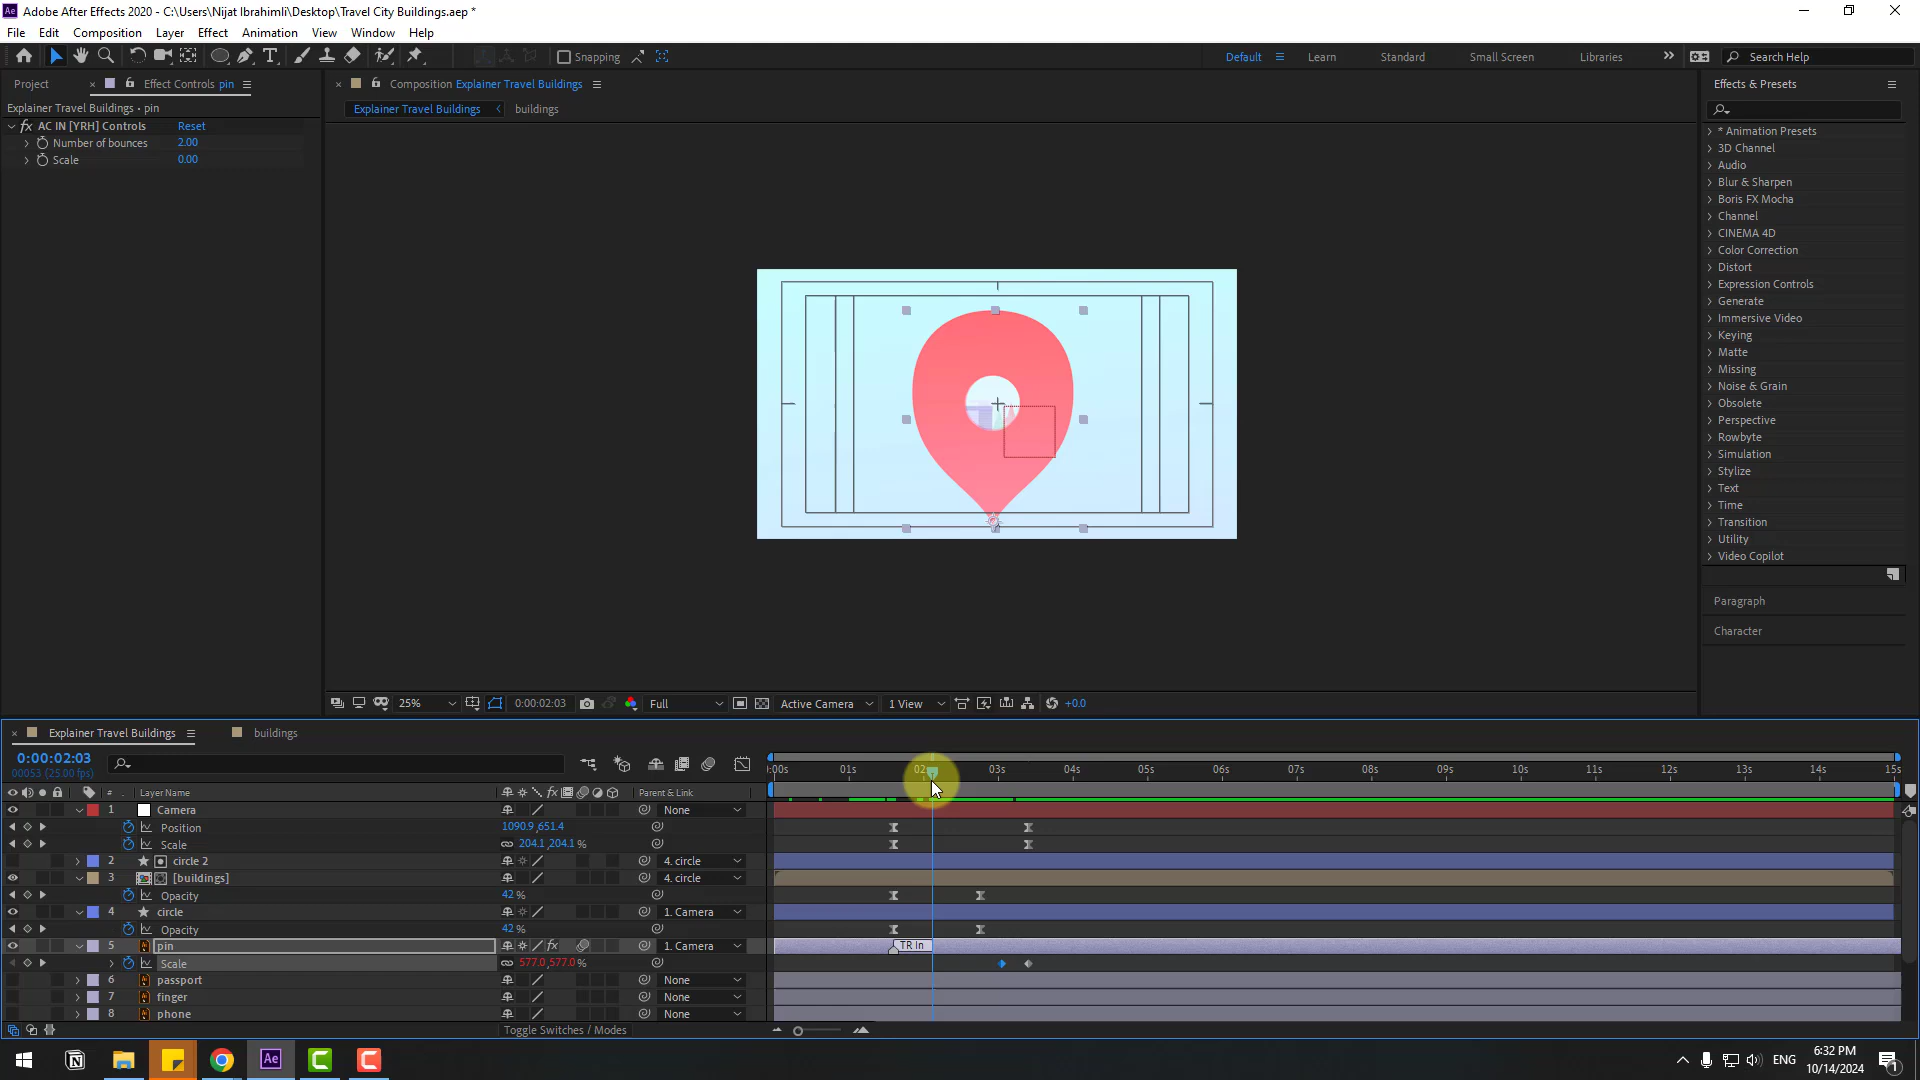 Adobe After Effects 2020 - C:\Users\Nijat Ibrahimli\Desktop\Travel City Buildings.aep *
File Edit Composition Layer Effect Animation View Window Help
Snapping Default Learn Standard Small Screen Libraries Search Help
Project Effect Controls pin
Explainer Travel Buildings • pin
fx AC IN [YRH] Controls Reset
Number of bounces 2.00
Scale 0.00
Composition Explainer Travel Buildings
Explainer Travel Buildings buildings
Effects & Presets
* Animation Presets
3D Channel
Audio
Blur & Sharpen
Boris FX Mocha
Channel
CINEMA 4D
Color Correction
Distort
Expression Controls
Generate
Immersive Video
Keying
Matte
Missing
Noise & Grain
Obsolete
Perspective
Rowbyte
Simulation
Stylize
Text
Time
Transition
Utility
Video Copilot
Paragraph
Character
25% 0:00:02:03 Full Active Camera 1 View +0.0
Explainer Travel Buildings buildings
0:00:02:03
00053 (25.00 fps)
:00s 01s 02s 03s 04s 05s 06s 07s 08s 09s 10s 11s 12s 13s 14s 15s
# Layer Name Parent & Link
1 Camera None
Position 1090.9,651.4
Scale 204.1,204.1 %
2 circle 2 4. circle
3 [buildings] 4. circle
Opacity 42 %
4 circle 1. Camera
Opacity 42 %
5 pin fx 1. Camera TR In
Scale 577.0,577.0 %
6 passport None
7 finger None
8 phone None
Toggle Switches / Modes
ENG 6:32 PM
10/14/2024